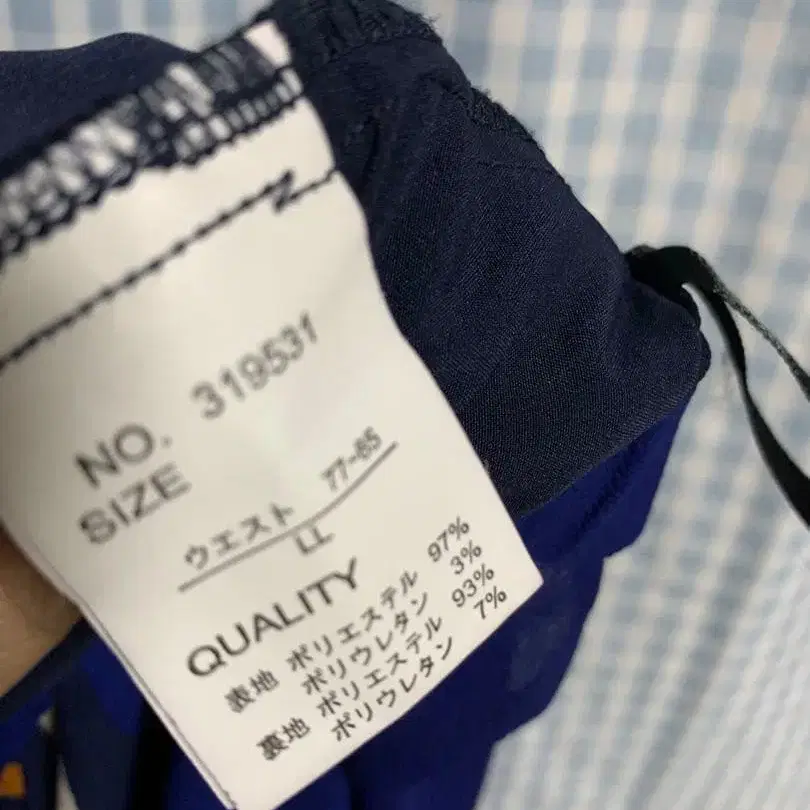 NO. 319531
SIZE
ウエスト 77-85
LL
QUALITY
表地 ポリエステル 97%
ポリウレタン 3%
裏地 ポリエステル 93%
ポリウレタン 7%